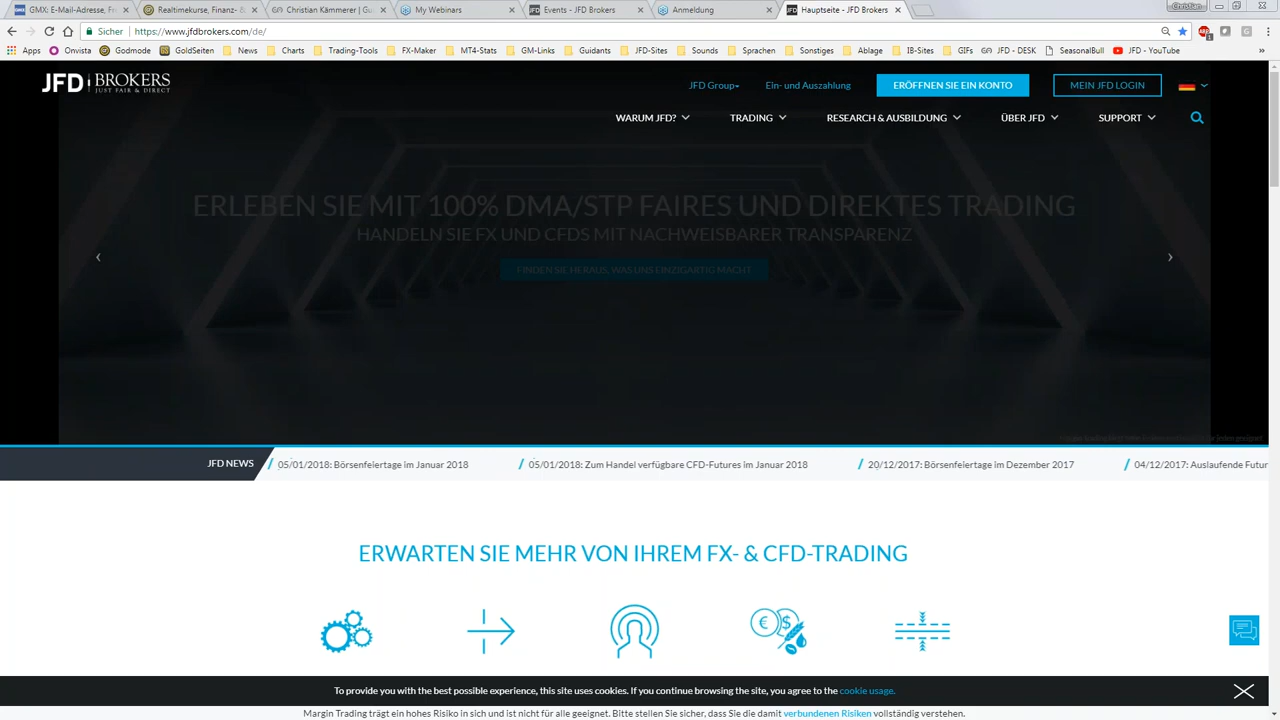 GMX: E-Mail-Adresse, Fr
Realtimekurse, Finanz- &
Christian Kämmerer | Gu
My Webinars
Events - JFD Brokers
Anmeldung
Hauptseite - JFD Brokers
Christian
Sicher
https://www.jfdbrokers.com/de/
Apps
Onvista
Godmode
GoldSeiten
News
Charts
Trading-Tools
FX-Maker
MT4-Stats
GM-Links
Guidants
JFD-Sites
Sounds
Sprachen
Sonstiges
Ablage
IB-Sites
GIFs
JFD - DESK
SeasonalBull
JFD - YouTube
JFD BROKERS
JUST FAIR & DIRECT
JFD Group
Ein- und Auszahlung
ERÖFFNEN SIE EIN KONTO
MEIN JFD LOGIN
WARUM JFD?
TRADING
RESEARCH & AUSBILDUNG
ÜBER JFD
SUPPORT
ERLEBEN SIE MIT 100% DMA/STP FAIRES UND DIREKTES TRADING
HANDELN SIE FX UND CFDS MIT NACHWEISBARER TRANSPARENZ
FINDEN SIE HERAUS, WAS UNS EINZIGARTIG MACHT
JFD NEWS
05/01/2018: Börsenfeiertage im Januar 2018
05/01/2018: Zum Handel verfügbare CFD-Futures im Januar 2018
20/12/2017: Börsenfeiertage im Dezember 2017
04/12/2017: Auslaufende Futur
ERWARTEN SIE MEHR VON IHREM FX- & CFD-TRADING
To provide you with the best possible experience, this site uses cookies. If you continue browsing the site, you agree to the cookie usage.
Margin Trading trägt ein hohes Risiko in sich und ist nicht für alle geeignet. Bitte stellen Sie sicher, dass Sie die damit verbundenen Risiken vollständig verstehen.